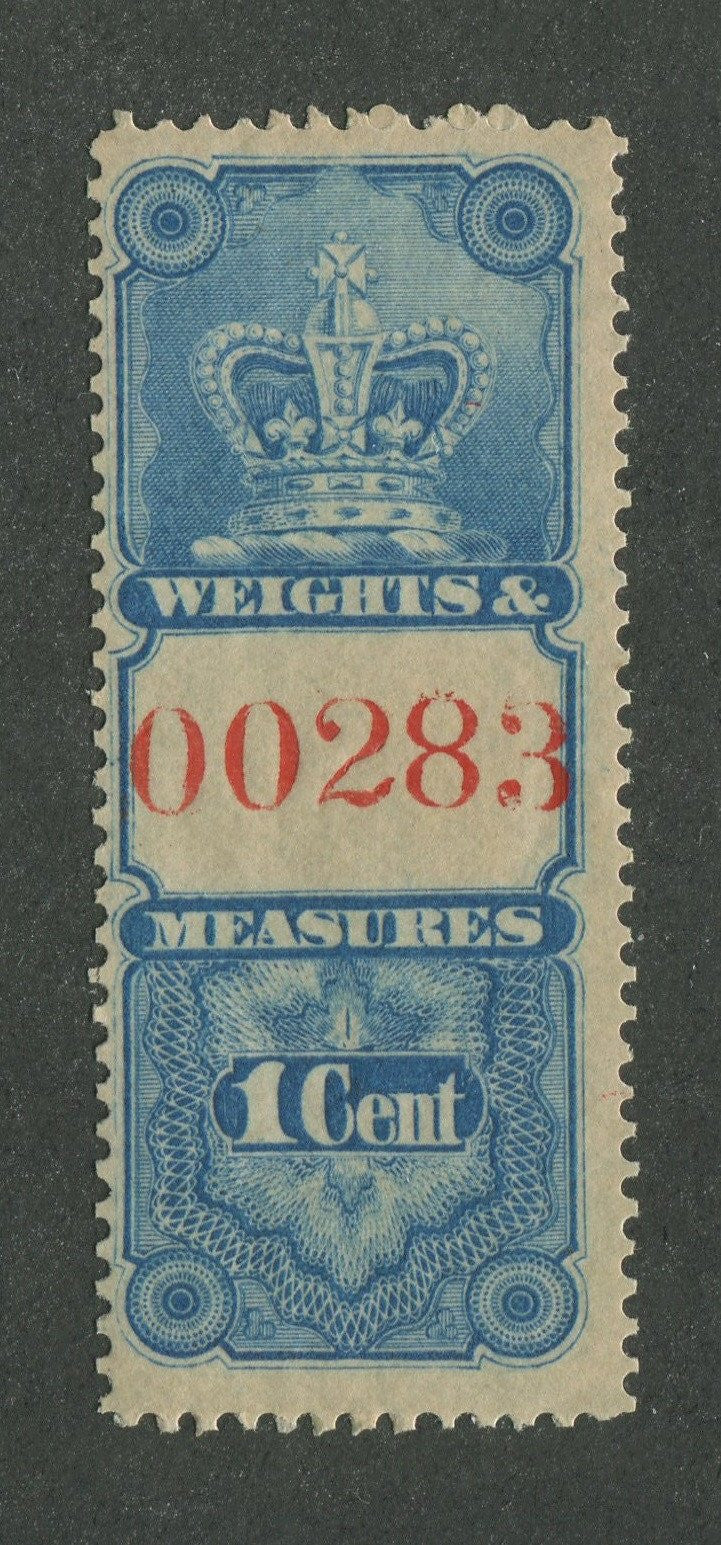 WEIGHTS &
00283
MEASURES
1 Cent